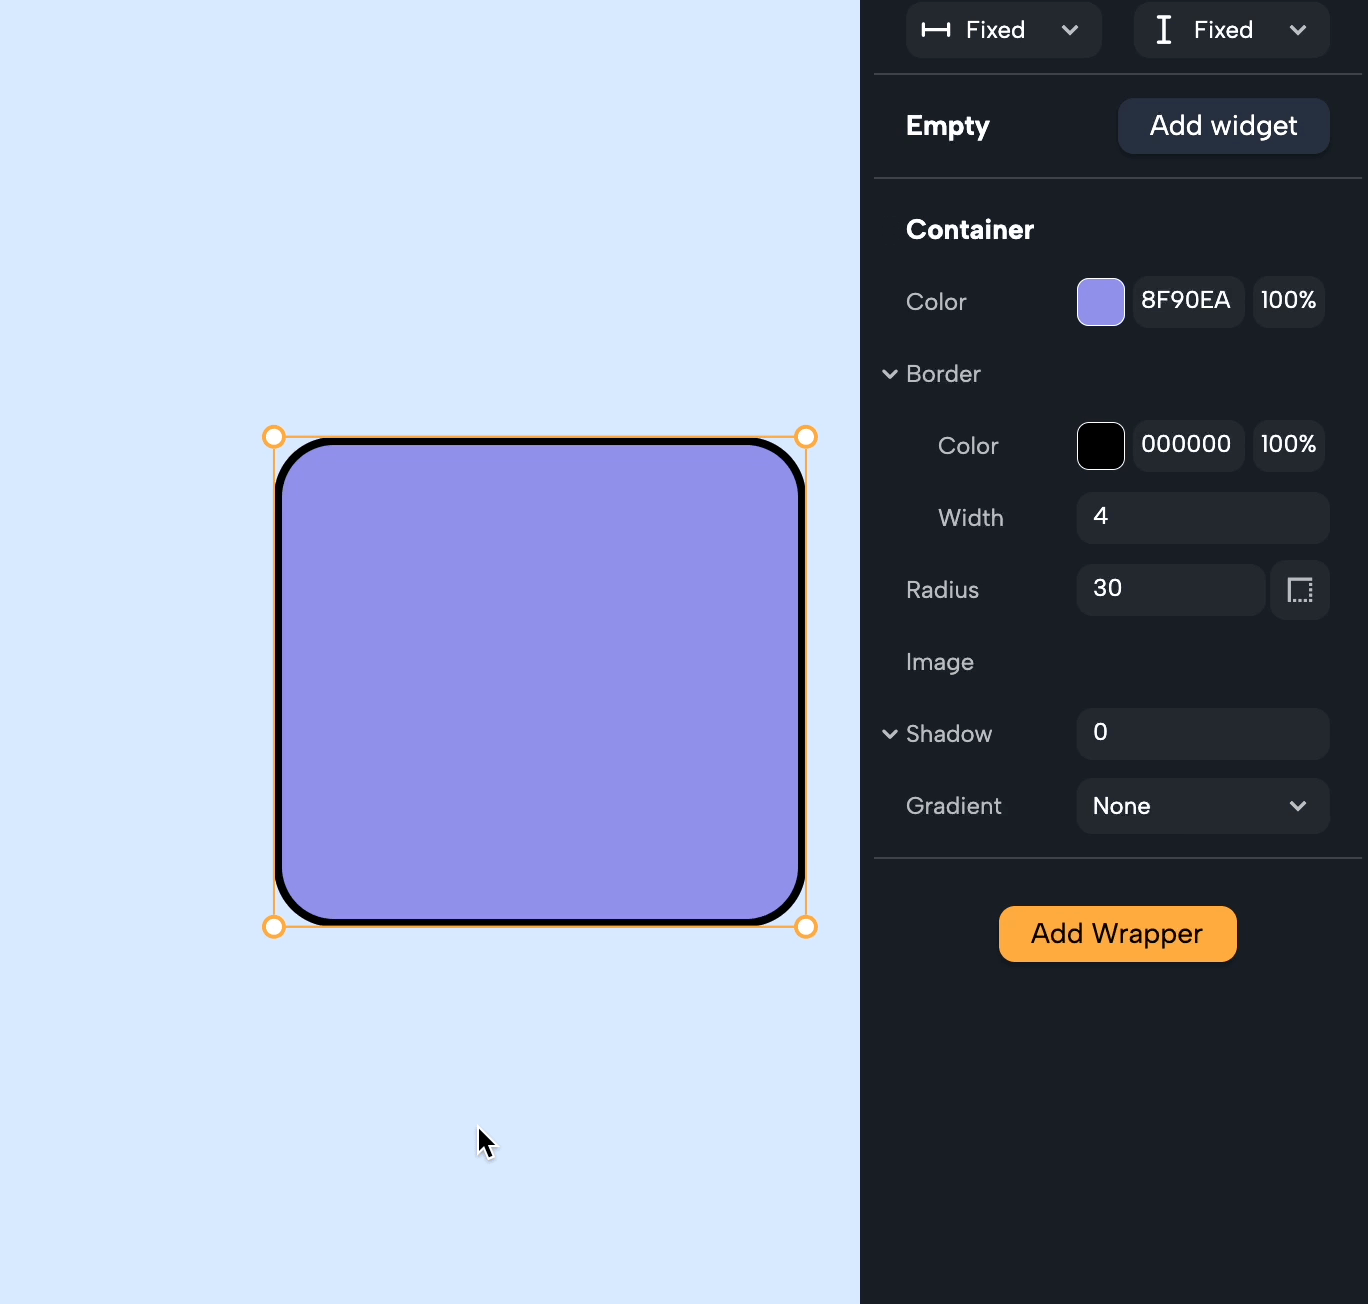 Fixed Fixed
Empty Add widget
Container
Color 8F90EA 100%
Border
Color 000000 100%
Width 4
Radius 30
Image
Shadow 0
Gradient None
Add Wrapper